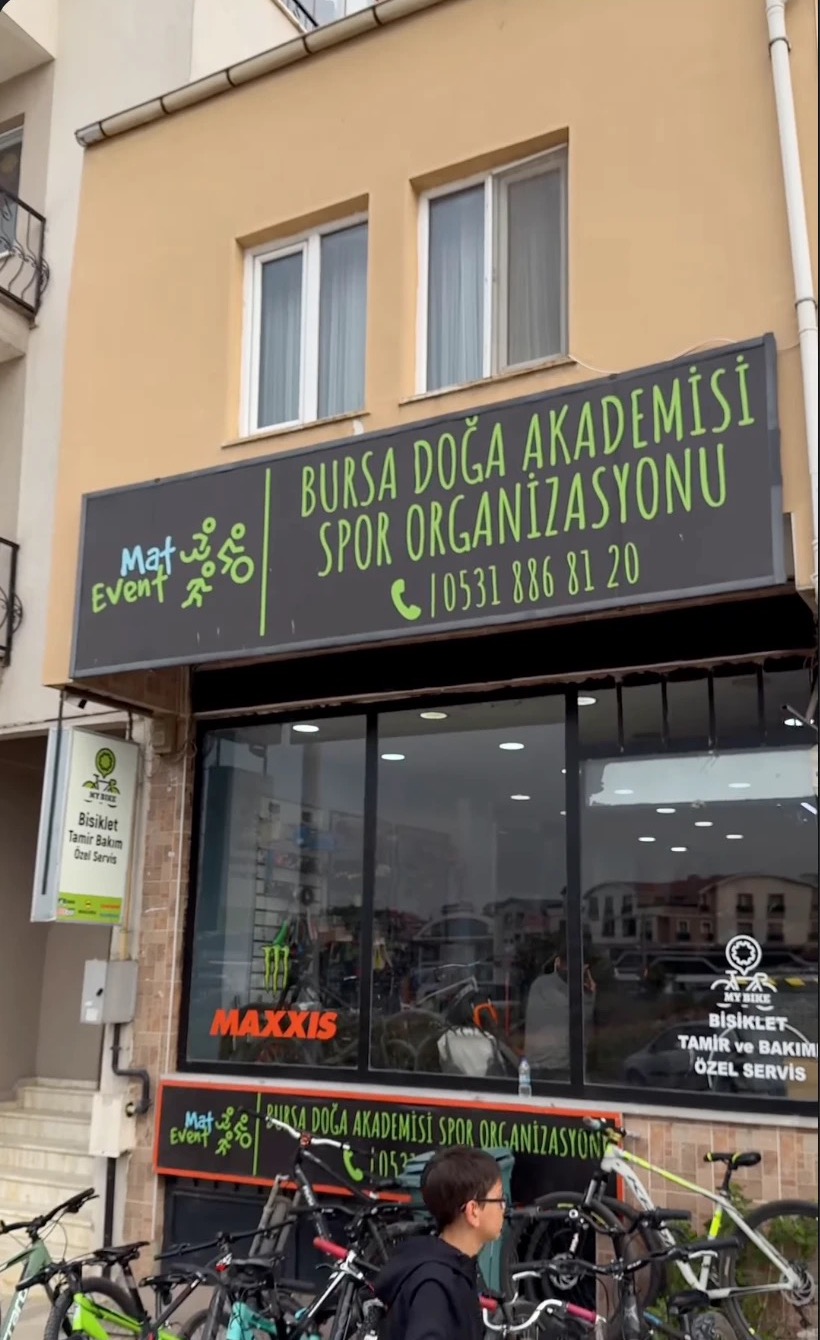 BURSA DOĞA AKADEMİSİ
SPOR ORGANİZASYONU
0531 886 81 20
Mat
Event
MY BIKE
Bisiklet
Tamir Bakım
Özel Servis
MAXXIS
MY BIKE
BİSİKLET
TAMİR ve BAKIM
ÖZEL SERVİS
Mat
Event
BURSA DOĞA AKADEMİSİ SPOR ORGANİZASYON
053